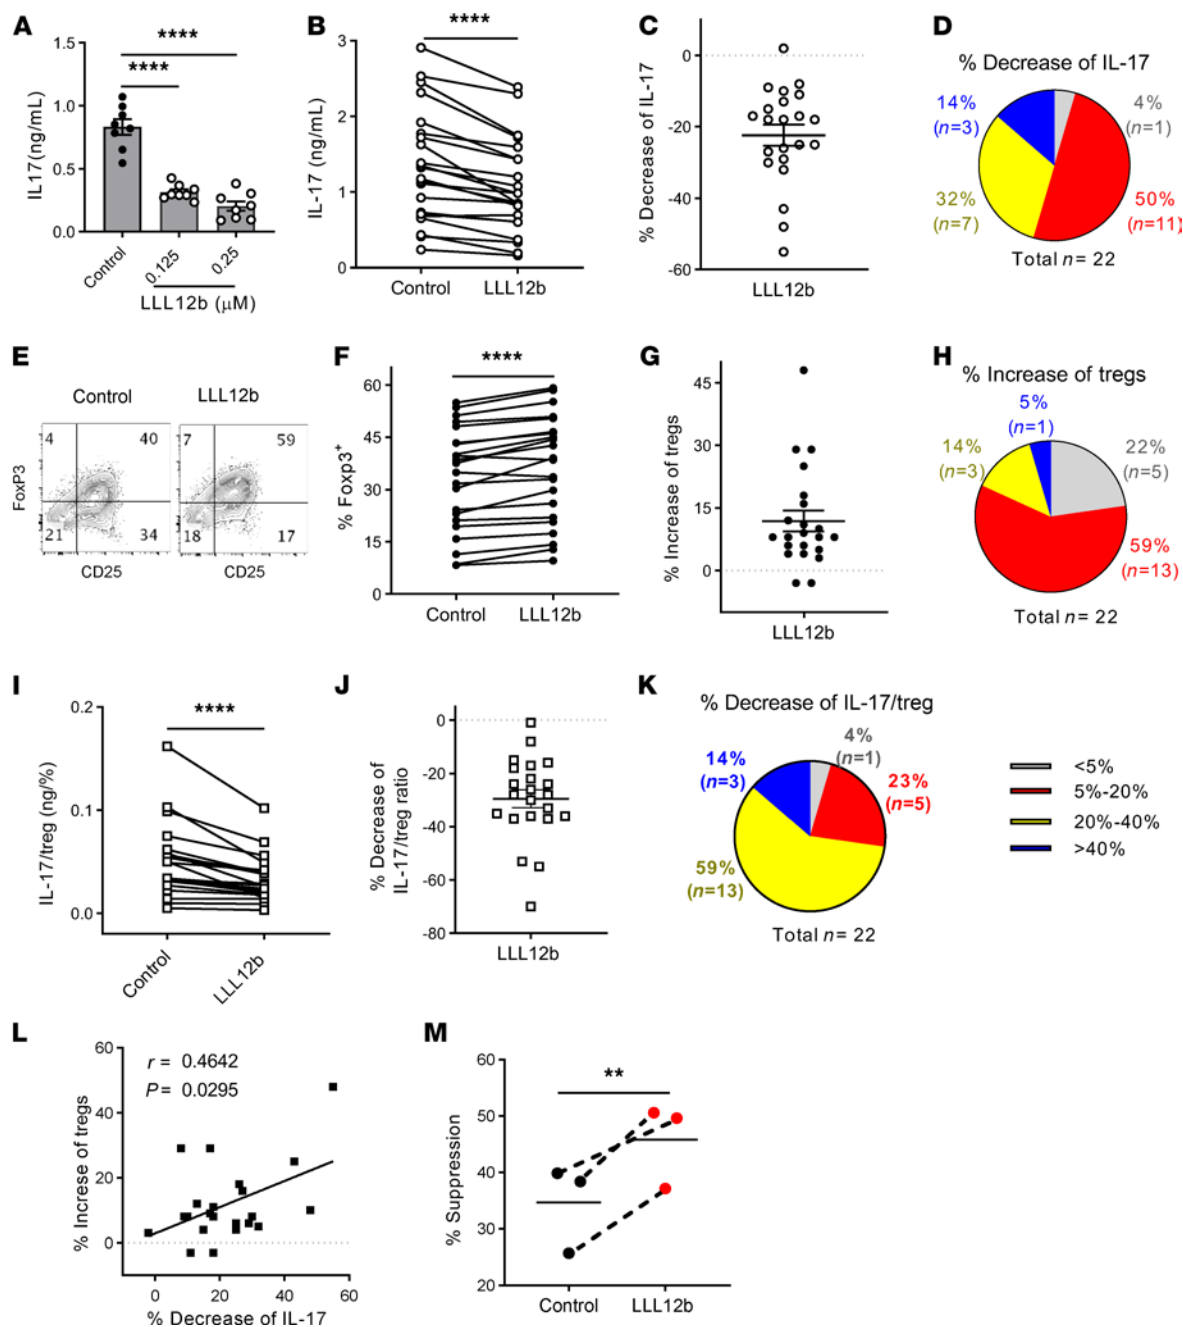 A
IL17 (ng/mL)
1.5
1.0
0.5
0.0
****
****
Control
0.125
0.25
LLL12b (μM)
B
IL-17 (ng/mL)
3
2
1
0
****
Control
LLL12b
C
% Decrease of IL-17
0
-20
-40
-60
LLL12b
D
% Decrease of IL-17
14%
(n=3)
4%
(n=1)
32%
(n=7)
50%
(n=11)
Total n= 22
E
Control
LLL12b
4
40
7
59
21
34
18
17
FoxP3
CD25
CD25
F
% Foxp3+
60
45
30
15
0
****
Control
LLL12b
G
% Increase of tregs
45
30
15
0
LLL12b
H
% Increase of tregs
5%
(n=1)
14%
(n=3)
22%
(n=5)
59%
(n=13)
Total n= 22
I
IL-17/treg (ng/%)
0.2
0.1
0.0
****
Control
LLL12b
J
% Decrease of
IL-17/treg ratio
0
-20
-40
-60
-80
LLL12b
K
% Decrease of IL-17/treg
4%
(n=1)
14%
(n=3)
23%
(n=5)
59%
(n=13)
Total n= 22
<5%
5%-20%
20%-40%
>40%
L
% Increse of tregs
60
40
20
0
r = 0.4642
P= 0.0295
0
20
40
60
% Decrease of IL-17
M
% Suppression
60
50
40
30
20
**
Control
LLL12b